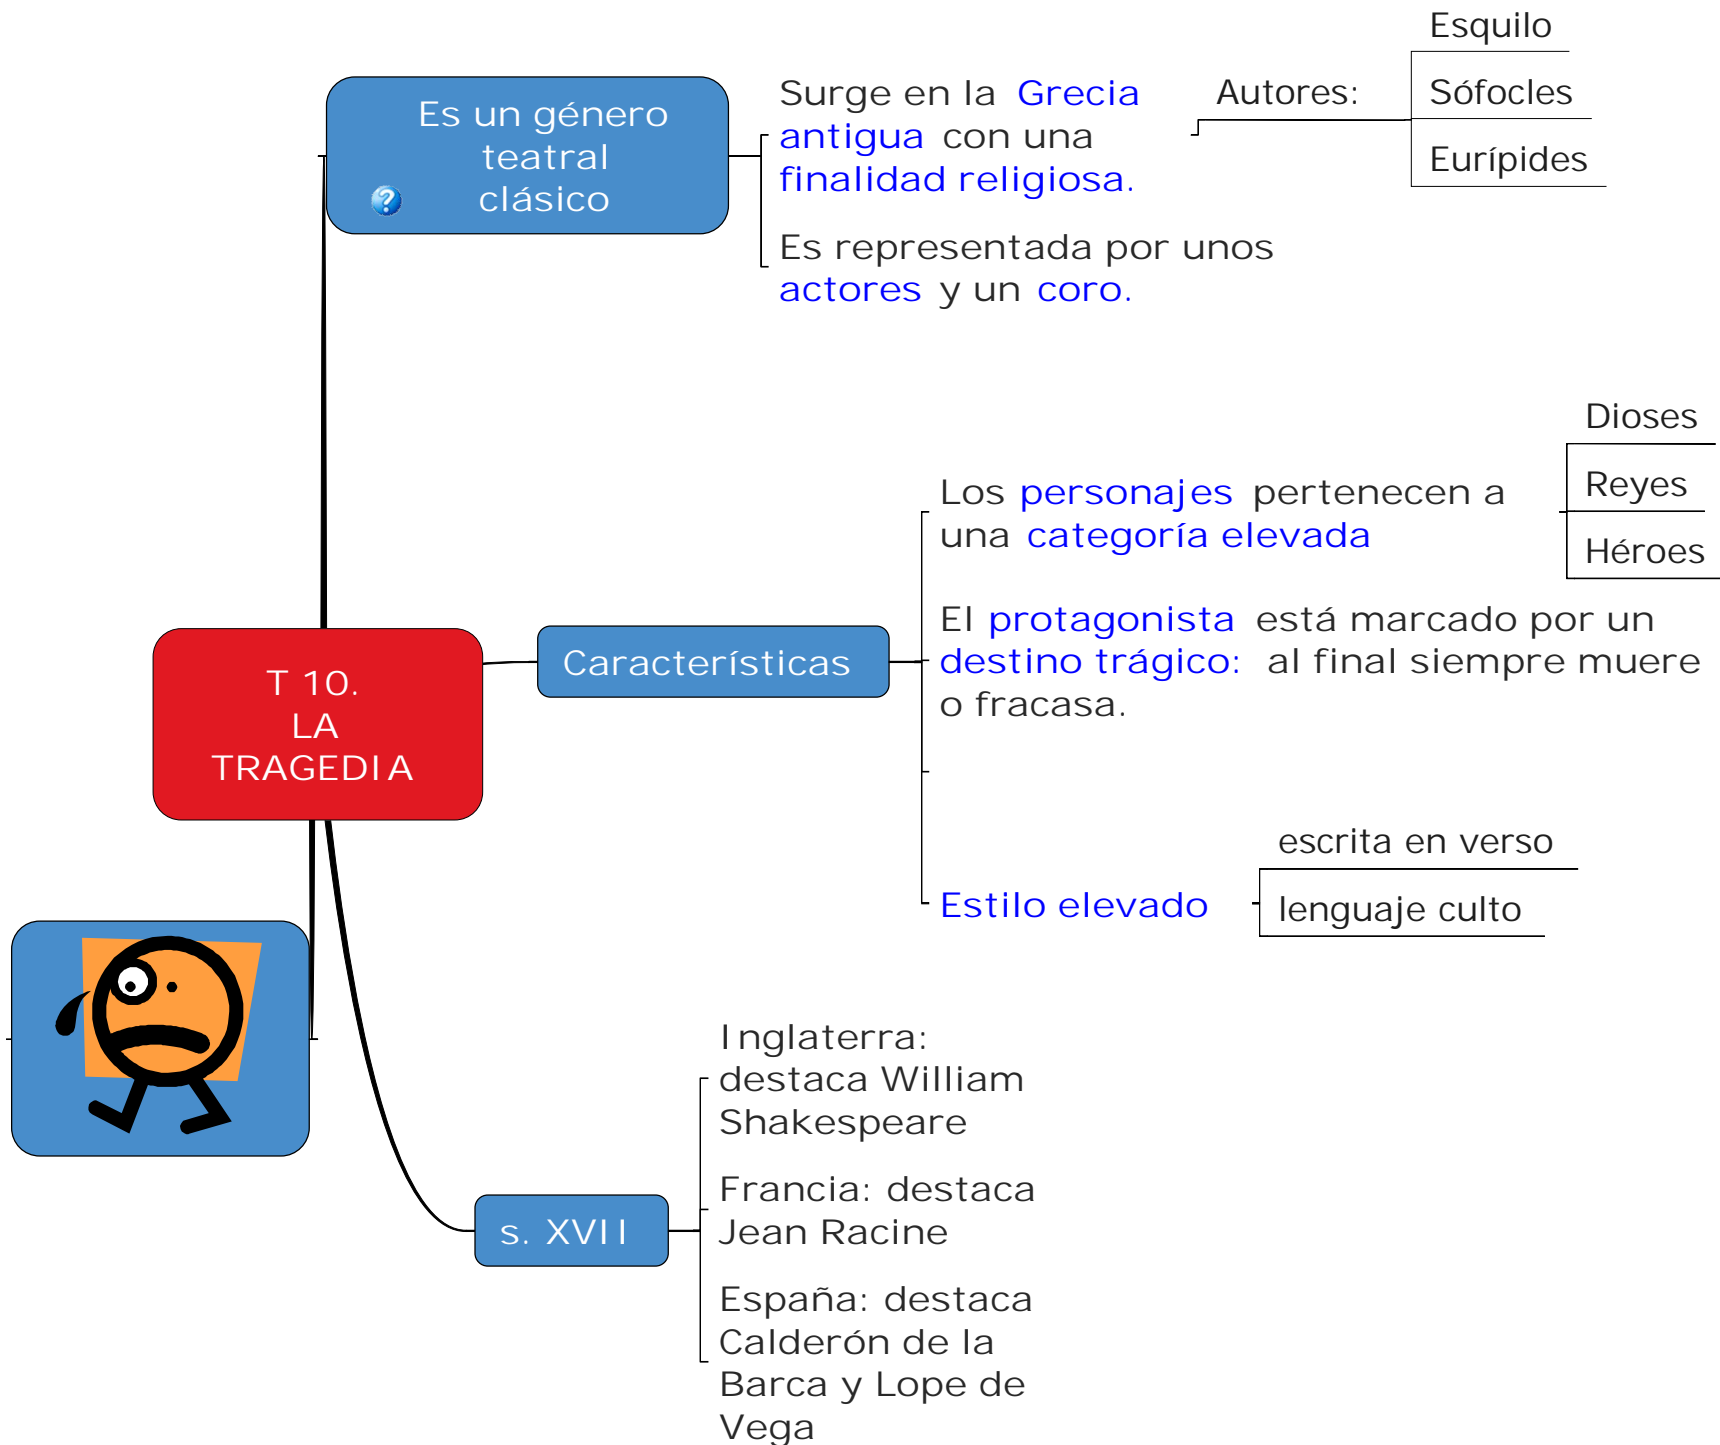 T 10.
LA
TRAGEDIA
Es un género
teatral
clásico
Surge en la Grecia
antigua con una
finalidad religiosa.
Autores:
Esquilo
Sófocles
Eurípides
Es representada por unos
actores y un coro.
Características
Los personajes pertenecen a
una categoría elevada
Dioses
Reyes
Héroes
El protagonista está marcado por un
destino trágico: al final siempre muere
o fracasa.
Estilo elevado
escrita en verso
lenguaje culto
s. XVII
Inglaterra:
destaca William
Shakespeare
Francia: destaca
Jean Racine
España: destaca
Calderón de la
Barca y Lope de
Vega